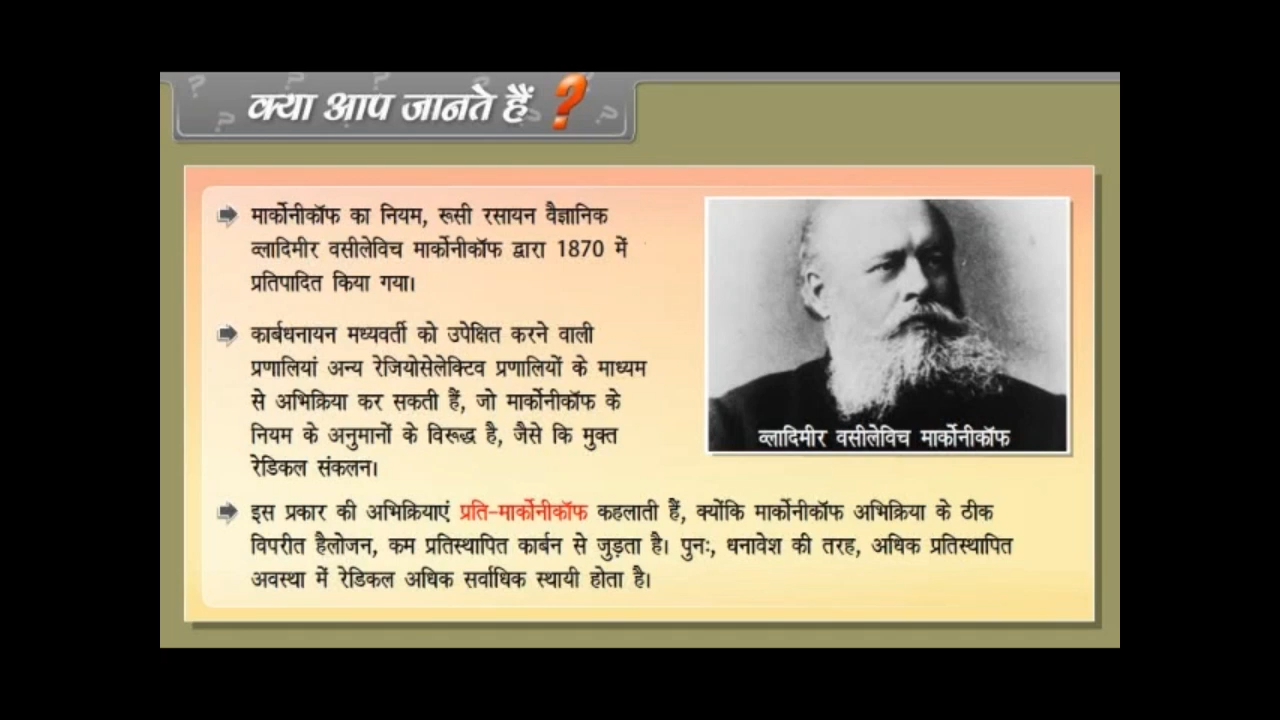 क्या आप जानते हैं ?
मार्कोनीकॉफ का नियम, रूसी रसायन वैज्ञानिक
व्लादिमीर वसीलेविच मार्कोनीकॉफ द्वारा 1870 में
प्रतिपादित किया गया।
कार्बधनायन मध्यवर्ती को उपेक्षित करने वाली
प्रणालियां अन्य रेजियोसेलेक्टिव प्रणालियों के माध्यम
से अभिक्रिया कर सकती हैं, जो मार्कोनीकॉफ के
नियम के अनुमानों के विरूद्ध है, जैसे कि मुक्त
रेडिकल संकलन।
व्लादिमीर वसीलेविच मार्कोनीकॉफ
इस प्रकार की अभिक्रियाएं प्रति-मार्कोनीकॉफ कहलाती हैं, क्योंकि मार्कोनीकॉफ अभिक्रिया के ठीक
विपरीत हैलोजन, कम प्रतिस्थापित कार्बन से जुड़ता है। पुनः, धनावेश की तरह, अधिक प्रतिस्थापित
अवस्था में रेडिकल अधिक सर्वाधिक स्थायी होता है।